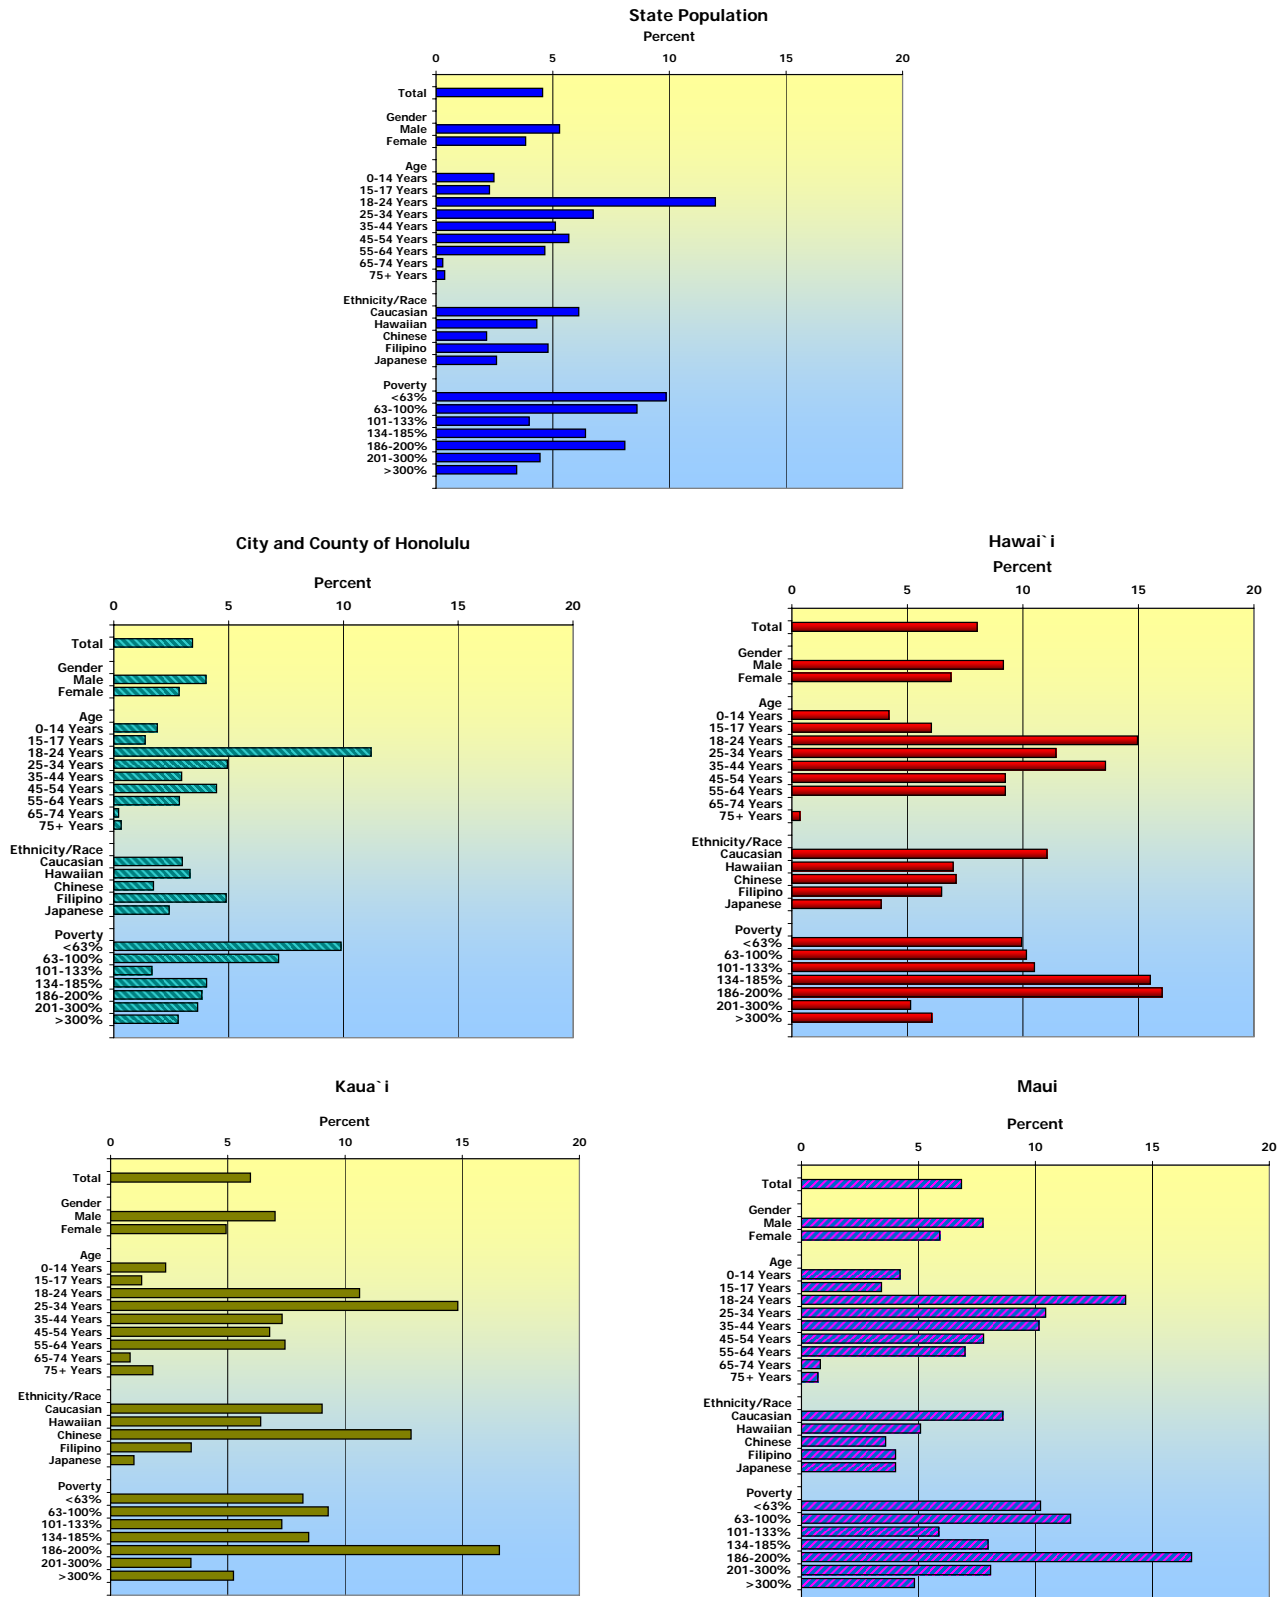 State Population
Percent
0 5 10 15 20
Total
Gender
Male
Female
Age
0-14 Years
15-17 Years
18-24 Years
25-34 Years
35-44 Years
45-54 Years
55-64 Years
65-74 Years
75+ Years
Ethnicity/Race
Caucasian
Hawaiian
Chinese
Filipino
Japanese
Poverty
<63%
63-100%
101-133%
134-185%
186-200%
201-300%
>300%
City and County of Honolulu
Percent
0 5 10 15 20
Total
Gender
Male
Female
Age
0-14 Years
15-17 Years
18-24 Years
25-34 Years
35-44 Years
45-54 Years
55-64 Years
65-74 Years
75+ Years
Ethnicity/Race
Caucasian
Hawaiian
Chinese
Filipino
Japanese
Poverty
<63%
63-100%
101-133%
134-185%
186-200%
201-300%
>300%
Hawai`i
Percent
0 5 10 15 20
Total
Gender
Male
Female
Age
0-14 Years
15-17 Years
18-24 Years
25-34 Years
35-44 Years
45-54 Years
55-64 Years
65-74 Years
75+ Years
Ethnicity/Race
Caucasian
Hawaiian
Chinese
Filipino
Japanese
Poverty
<63%
63-100%
101-133%
134-185%
186-200%
201-300%
>300%
Kaua`i
Percent
0 5 10 15 20
Total
Gender
Male
Female
Age
0-14 Years
15-17 Years
18-24 Years
25-34 Years
35-44 Years
45-54 Years
55-64 Years
65-74 Years
75+ Years
Ethnicity/Race
Caucasian
Hawaiian
Chinese
Filipino
Japanese
Poverty
<63%
63-100%
101-133%
134-185%
186-200%
201-300%
>300%
Maui
Percent
0 5 10 15 20
Total
Gender
Male
Female
Age
0-14 Years
15-17 Years
18-24 Years
25-34 Years
35-44 Years
45-54 Years
55-64 Years
65-74 Years
75+ Years
Ethnicity/Race
Caucasian
Hawaiian
Chinese
Filipino
Japanese
Poverty
<63%
63-100%
101-133%
134-185%
186-200%
201-300%
>300%